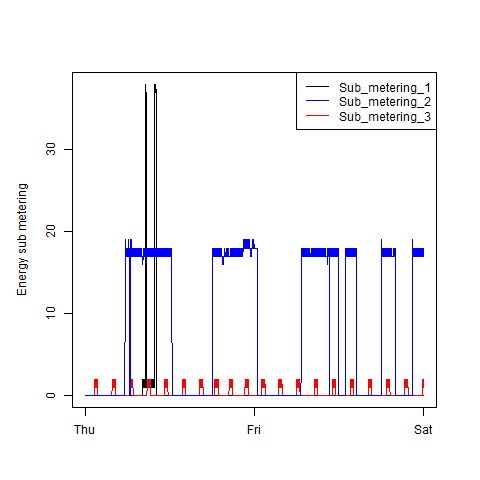 Sub_metering_1
Sub_metering_2
Sub_metering_3
Energy sub metering
30
20
10
0
Thu
Fri
Sat